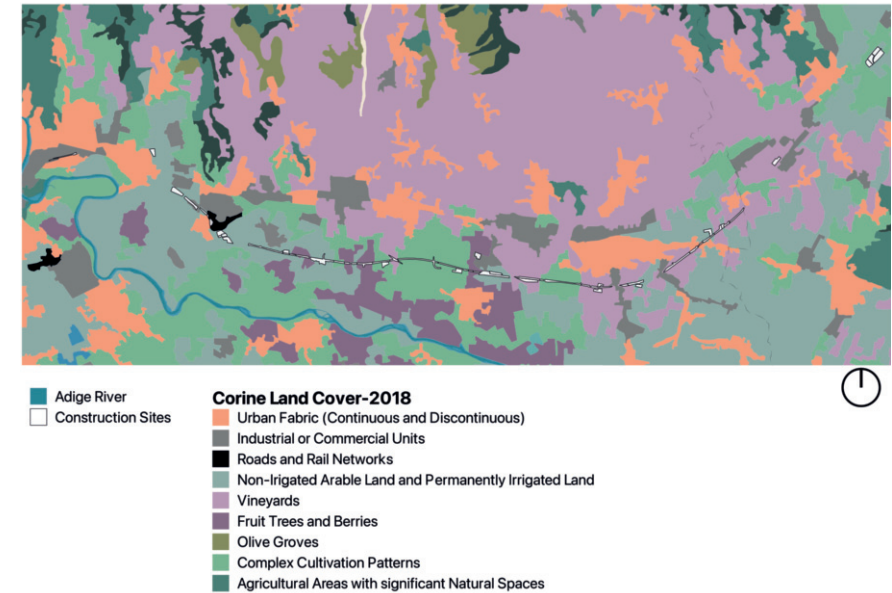 Adige River
Construction Sites
Corine Land Cover-2018
Urban Fabric (Continuous and Discontinuous)
Industrial or Commercial Units
Roads and Rail Networks
Non-Irigated Arable Land and Permanently Irrigated Land
Vineyards
Fruit Trees and Berries
Olive Groves
Complex Cultivation Patterns
Agricultural Areas with significant Natural Spaces